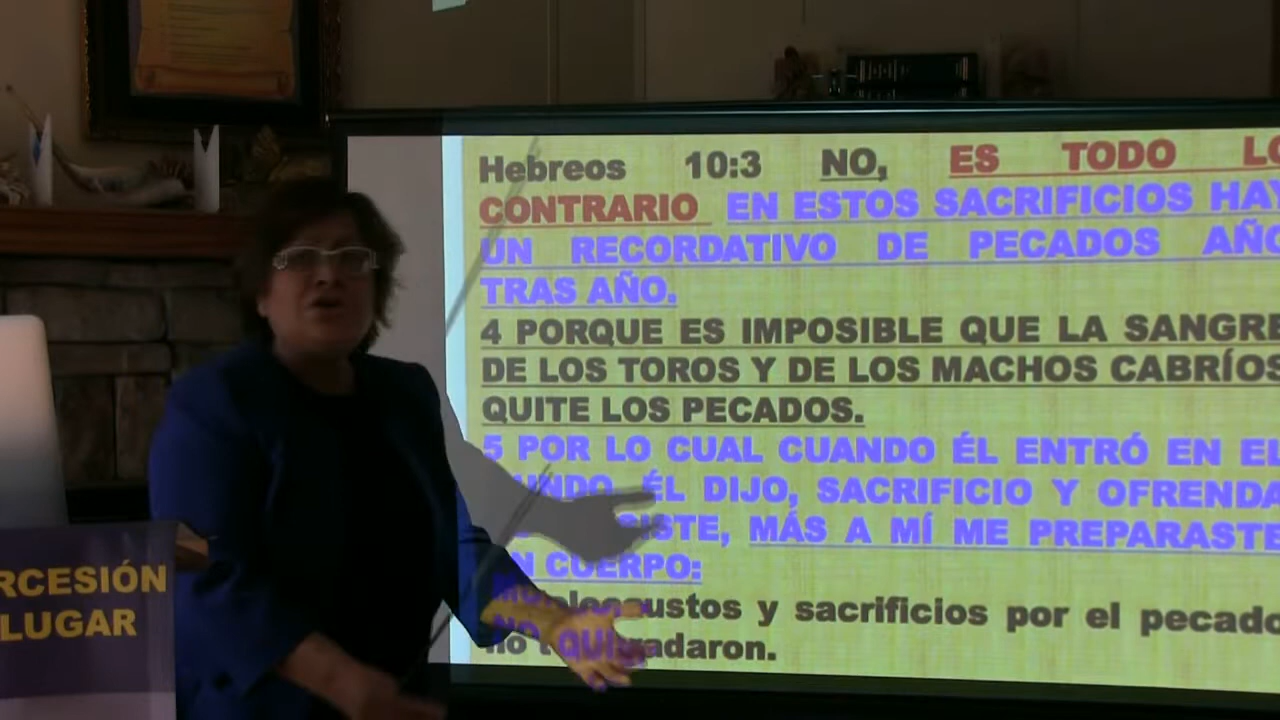 Hebreos 10:3 NO, ES TODO LO
CONTRARIO EN ESTOS SACRIFICIOS HAY
UN RECORDATIVO DE PECADOS AÑO
TRAS AÑO.
4 PORQUE ES IMPOSIBLE QUE LA SANGRE
DE LOS TOROS Y DE LOS MACHOS CABRÍOS
QUITE LOS PECADOS.
5 POR LO CUAL CUANDO ÉL ENTRÓ EN EL
ÉL DIJO, SACRIFICIO Y OFRENDA
MÁS A MÍ ME PREPARASTE
CUERPO:
y sacrificios por el pecado
no
RCESIÓN
LUGAR